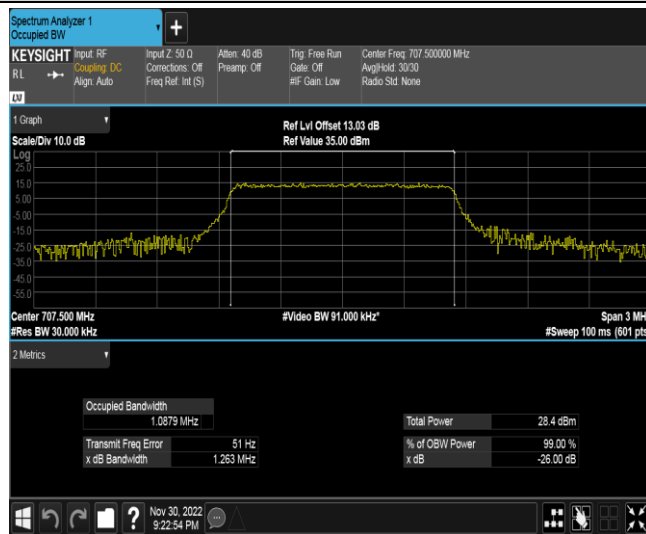 Spectrum Analyzer 1
Occupied BW
+
KEYSIGHT Input: RF Input Z: 50 Ω Atten: 40 dB Trig: Free Run Center Freq: 707.500000 MHz
RL Coupling: DC Corrections: Off Preamp: Off Gate: Off Avg|Hold: 30/30
Align: Auto Freq Ref: Int (S) #IF Gain: Low Radio Std: None
LXI
1 Graph
Ref Lvl Offset 13.03 dB
Scale/Div 10.0 dB Ref Value 35.00 dBm
Log
25.0
15.0
5.00
-5.00
-15.0
-25.0
-35.0
-45.0
-55.0
Center 707.500 MHz #Video BW 91.000 kHz* Span 3 MH
#Res BW 30.000 kHz #Sweep 100 ms (601 pts
2 Metrics
Occupied Bandwidth
1.0879 MHz Total Power 28.4 dBm
Transmit Freq Error 51 Hz % of OBW Power 99.00 %
x dB Bandwidth 1.263 MHz x dB -26.00 dB
? Nov 30, 2022
9:22:54 PM